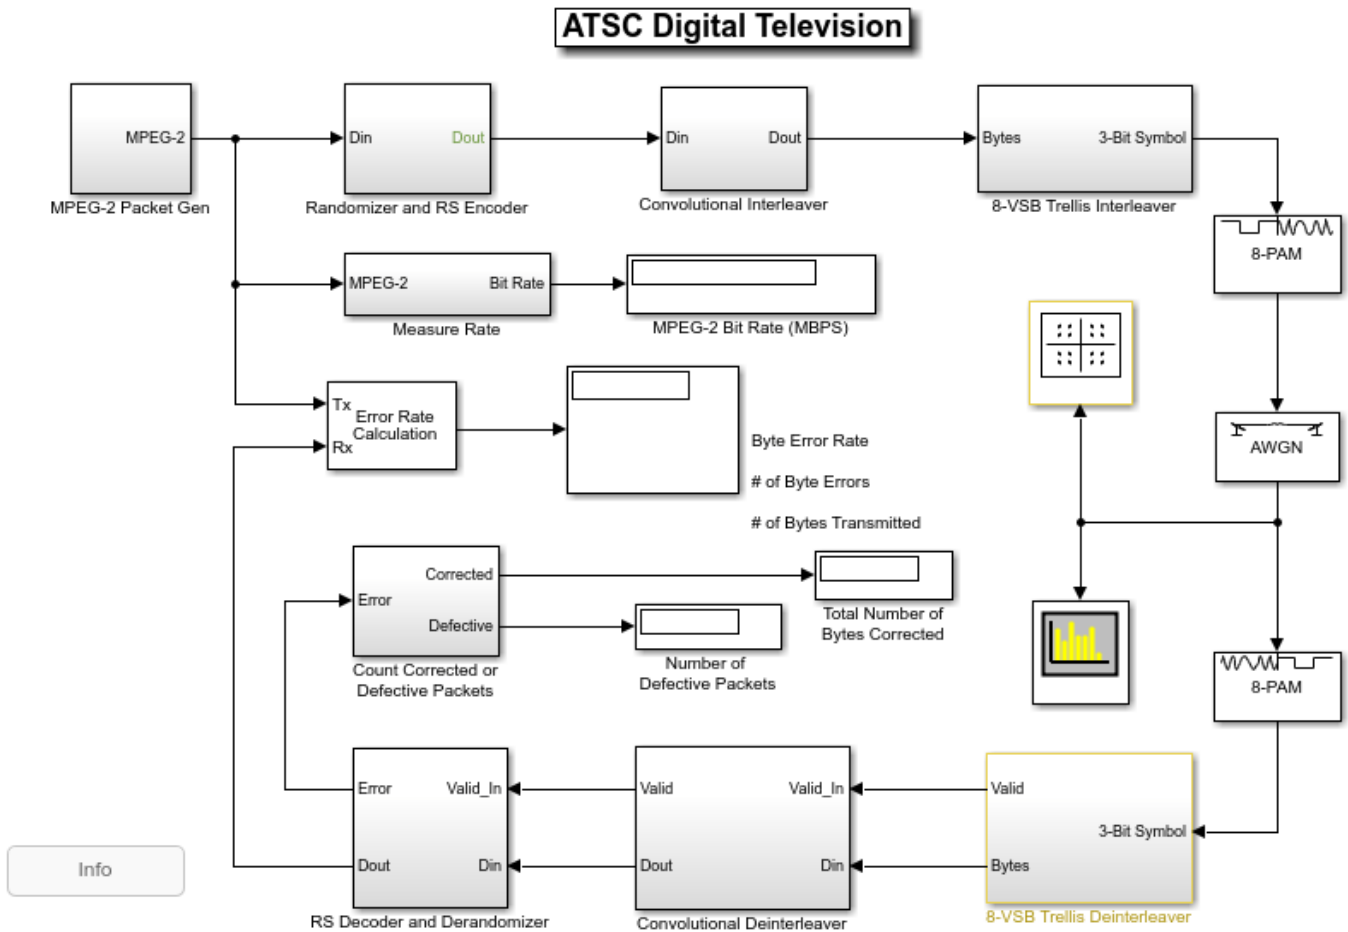 ATSC Digital Television
MPEG-2
MPEG-2 Packet Gen
Din
Dout
Randomizer and RS Encoder
Din
Dout
Convolutional Interleaver
Bytes
3-Bit Symbol
8-VSB Trellis Interleaver
8-PAM
MPEG-2
Bit Rate
Measure Rate
MPEG-2 Bit Rate (MBPS)
Tx
Rx
Error Rate
Calculation
Byte Error Rate
# of Byte Errors
# of Bytes Transmitted
AWGN
Error
Corrected
Defective
Count Corrected or
Defective Packets
Total Number of
Bytes Corrected
Number of
Defective Packets
8-PAM
Error
Dout
Valid_In
Din
RS Decoder and Derandomizer
Valid
Dout
Valid_In
Din
Convolutional Deinterleaver
Valid
Bytes
3-Bit Symbol
8-VSB Trellis Deinterleaver
Info